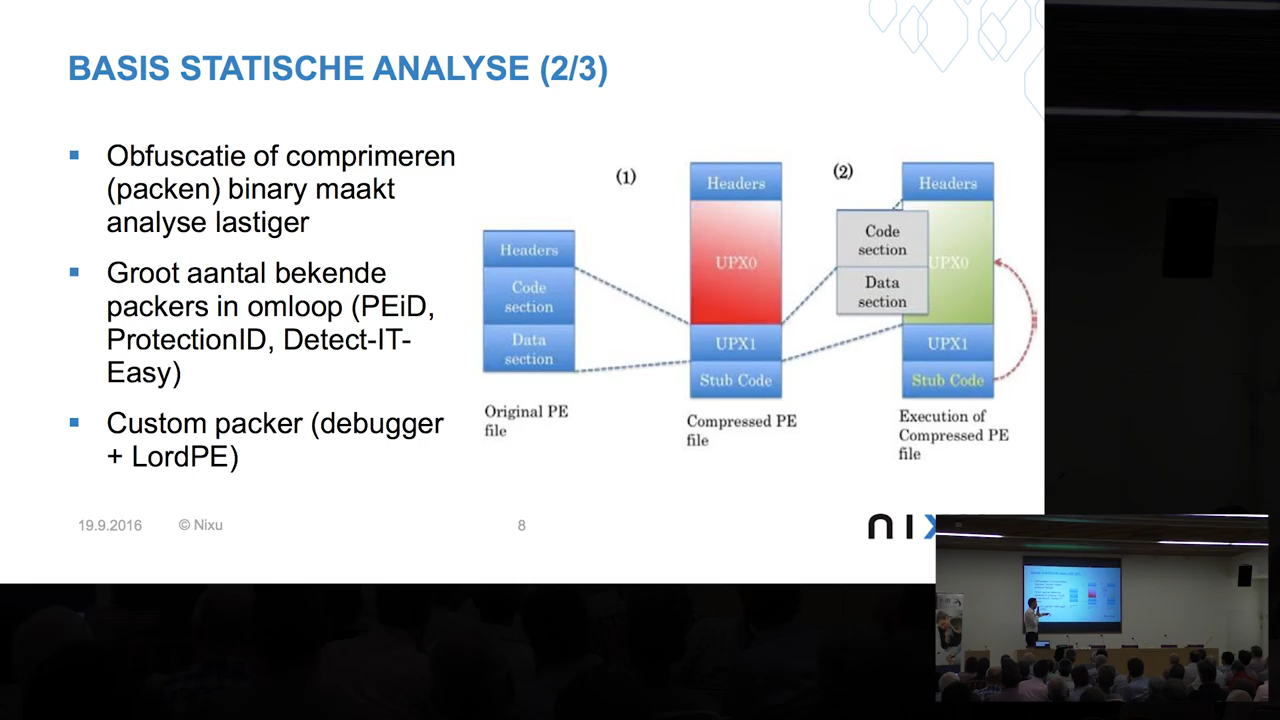 BASIS STATISCHE ANALYSE (2/3)
Obfuscatie of comprimeren
(packen) binary maakt
analyse lastiger
Groot aantal bekende
packers in omloop (PEiD,
ProtectionID, Detect-IT-
Easy)
Custom packer (debugger
+ LordPE)
(1)
(2)
Headers
Code
section
Data
section
Original PE
file
Headers
UPX0
UPX1
Stub Code
Compressed PE
file
Headers
Code
section
Data
section
UPX0
UPX1
Stub Code
Execution of
Compressed PE
file
19.9.2016
© Nixu
8